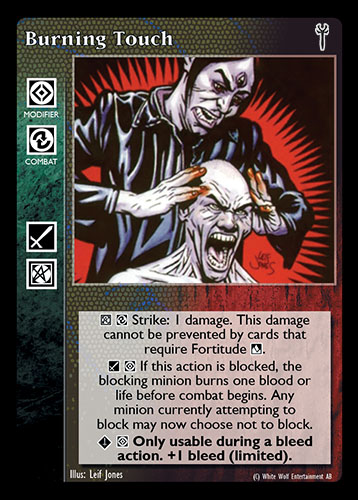 Burning Touch
MODIFIER
COMBAT
LEIF JONES
Strike: 1 damage. This damage
cannot be prevented by cards that
require Fortitude .
If this action is blocked, the
blocking minion burns one blood or
life before combat begins. Any
minion currently attempting to
block may now choose not to block.
Only usable during a bleed
action. +1 bleed (limited).
Illus: Leif Jones
(C) White Wolf Entertainment AB